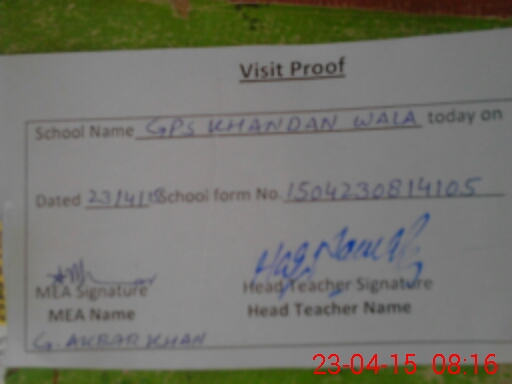 Visit Proof
School Name GPS KHANDAN WALA today on
Dated 23/4/15 School form No. 1504230814105
MEA Signature Head Teacher Signature
MEA Name Head Teacher Name
G. AKBAR KHAN
23-04-15 08:16